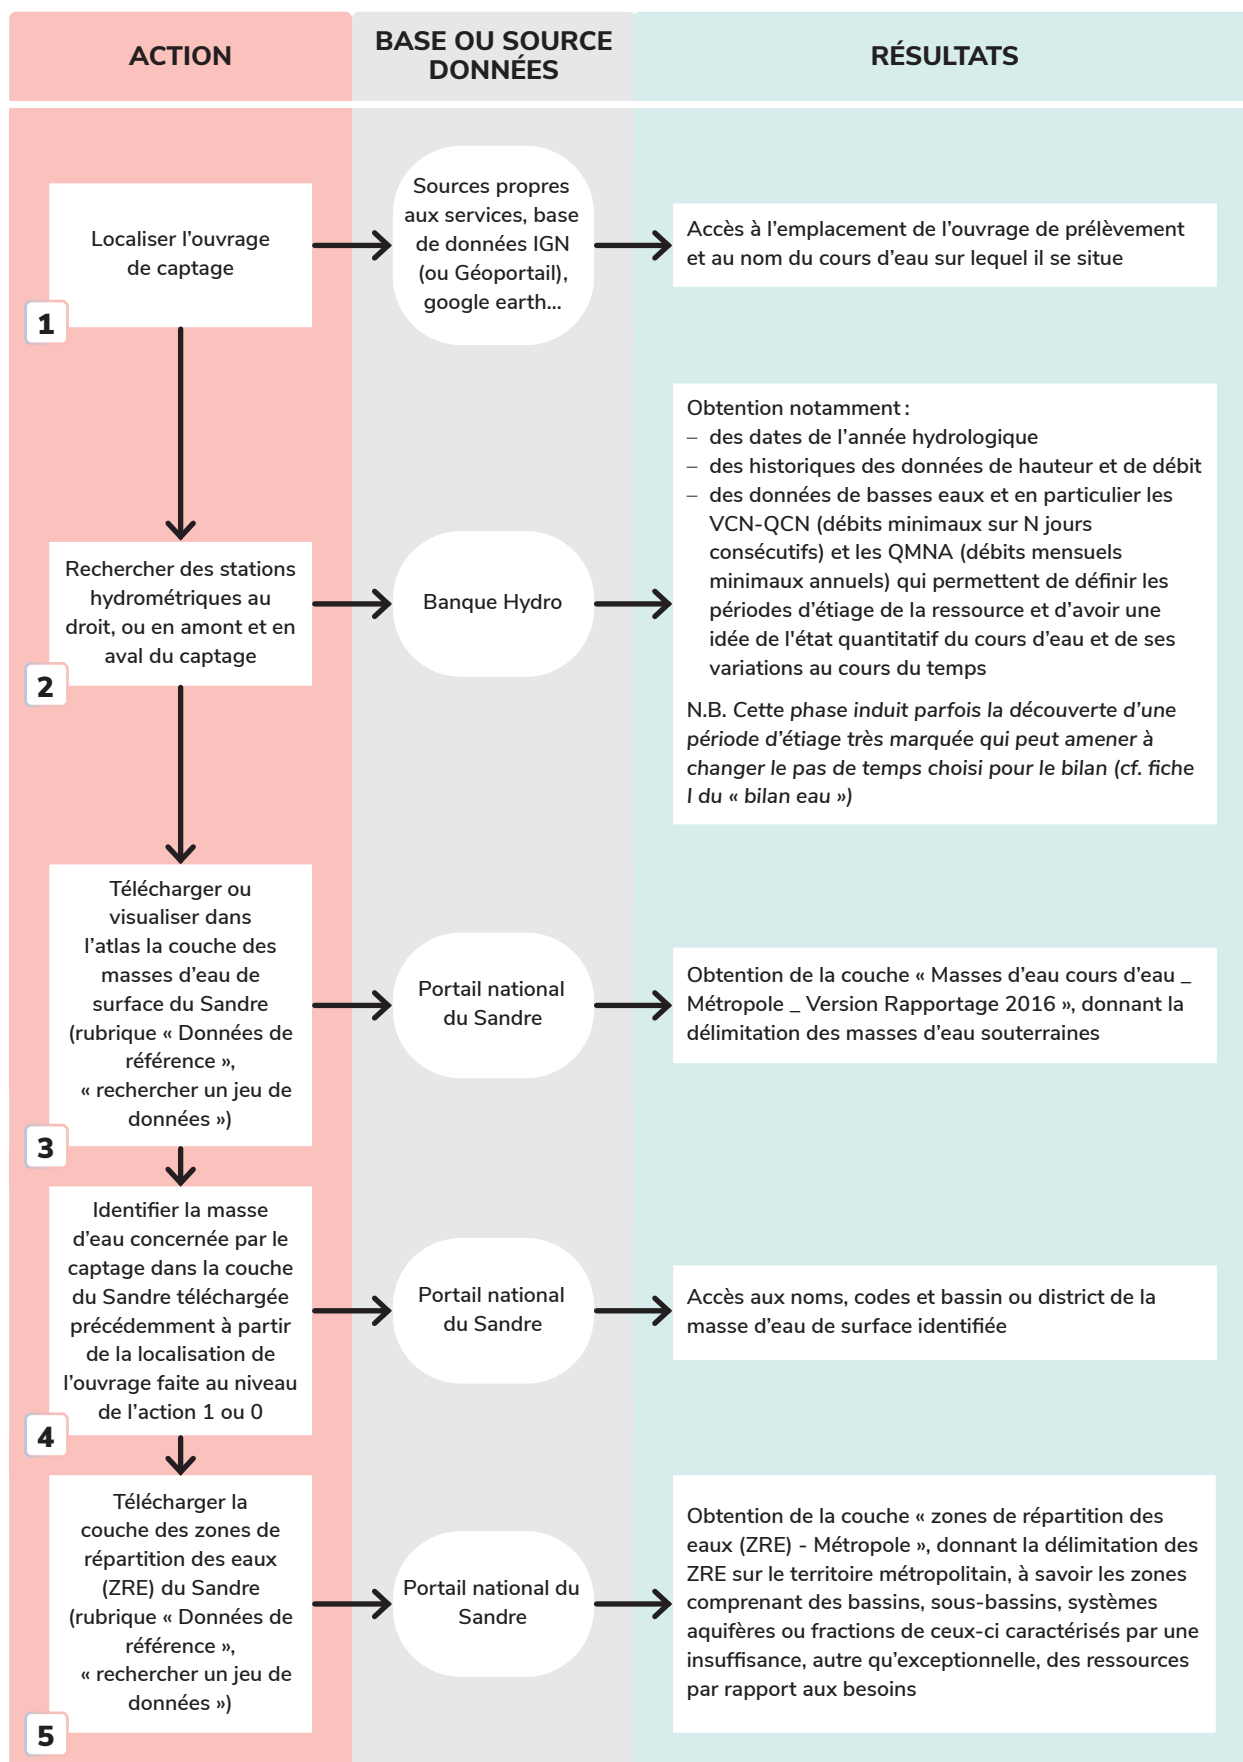 ACTION
BASE OU SOURCE
DONNÉES
RÉSULTATS
Localiser l’ouvrage
de captage
1
Sources propres
aux services, base
de données IGN
(ou Géoportail),
google earth...
Accès à l’emplacement de l’ouvrage de prélèvement
et au nom du cours d’eau sur lequel il se situe
Rechercher des stations
hydrométriques au
droit, ou en amont et en
aval du captage
2
Banque Hydro
Obtention notamment :
– des dates de l’année hydrologique
– des historiques des données de hauteur et de débit
– des données de basses eaux et en particulier les
VCN-QCN (débits minimaux sur N jours
consécutifs) et les QMNA (débits mensuels
minimaux annuels) qui permettent de définir les
périodes d’étiage de la ressource et d’avoir une
idée de l'état quantitatif du cours d’eau et de ses
variations au cours du temps
N.B. Cette phase induit parfois la découverte d’une
période d’étiage très marquée qui peut amener à
changer le pas de temps choisi pour le bilan (cf. fiche
I du « bilan eau »)
Télécharger ou
visualiser dans
l’atlas la couche des
masses d’eau de
surface du Sandre
(rubrique « Données de
référence »,
« rechercher un jeu de
données »)
3
Portail national
du Sandre
Obtention de la couche « Masses d’eau cours d’eau _
Métropole _ Version Rapportage 2016 », donnant la
délimitation des masses d’eau souterraines
Identifier la masse
d’eau concernée par le
captage dans la couche
du Sandre téléchargée
précédemment à partir
de la localisation de
l’ouvrage faite au niveau
de l’action 1 ou 0
4
Portail national
du Sandre
Accès aux noms, codes et bassin ou district de la
masse d’eau de surface identifiée
Télécharger la
couche des zones de
répartition des eaux
(ZRE) du Sandre
(rubrique « Données de
référence »,
« rechercher un jeu de
données »)
5
Portail national du
Sandre
Obtention de la couche « zones de répartition des
eaux (ZRE) - Métropole », donnant la délimitation des
ZRE sur le territoire métropolitain, à savoir les zones
comprenant des bassins, sous-bassins, systèmes
aquifères ou fractions de ceux-ci caractérisés par une
insuffisance, autre qu’exceptionnelle, des ressources
par rapport aux besoins